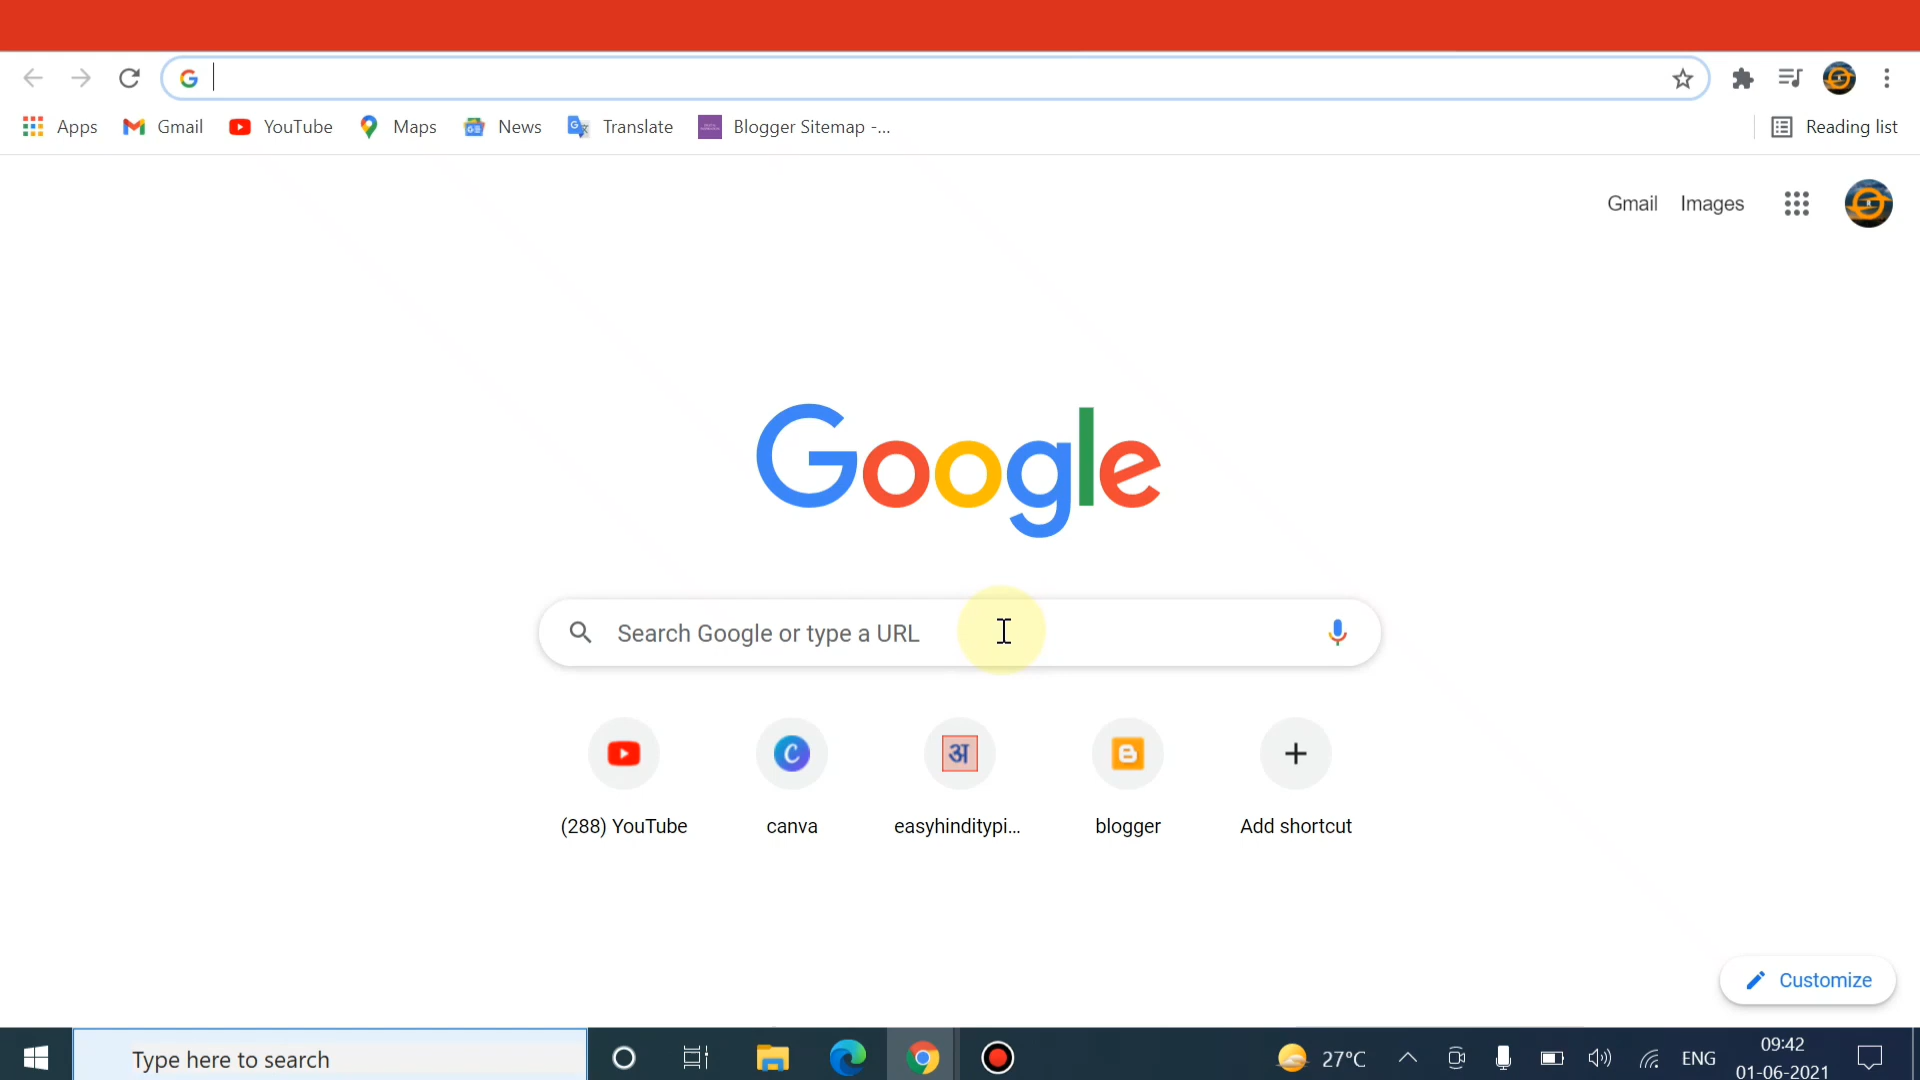 Apps Gmail YouTube Maps News Translate Blogger Sitemap -... Reading list
Gmail Images
Google
Search Google or type a URL
अ
(288) YouTube canva easyhinditypi... blogger Add shortcut
Customize
Type here to search 27°C ENG 09:42
01-06-2021